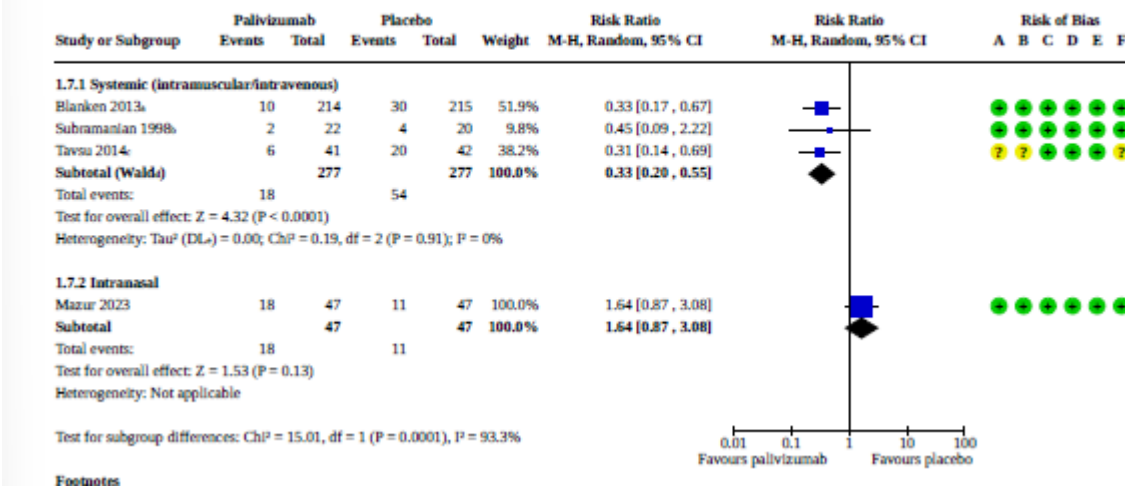 Palivizumab Placebo Risk Ratio Risk Ratio Risk of Bias
Study or Subgroup Events Total Events Total Weight M-H, Random, 95% CI M-H, Random, 95% CI A B C D E F
1.7.1 Systemic (intramuscular/intravenous)
Blanken 2013a 10 214 30 215 51.9% 0.33 [0.17 , 0.67] + + + + + +
Subramanian 1998b 2 22 4 20 9.8% 0.45 [0.09 , 2.22] + + + + + +
Tavsu 2014c 6 41 20 42 38.2% 0.31 [0.14 , 0.69] ? ? + + + ?
Subtotal (Waldd) 277 277 100.0% 0.33 [0.20 , 0.55]
Total events: 18 54
Test for overall effect: Z = 4.32 (P < 0.0001)
Heterogeneity: Tau² (DLe) = 0.00; Chi² = 0.19, df = 2 (P = 0.91); I² = 0%
1.7.2 Intranasal
Mazur 2023 18 47 11 47 100.0% 1.64 [0.87 , 3.08] + + + + + +
Subtotal 47 47 100.0% 1.64 [0.87 , 3.08]
Total events: 18 11
Test for overall effect: Z = 1.53 (P = 0.13)
Heterogeneity: Not applicable
Test for subgroup differences: Chi² = 15.01, df = 1 (P = 0.0001), I² = 93.3%
0.01 0.1 1 10 100
Favours palivizumab Favours placebo
Footnotes